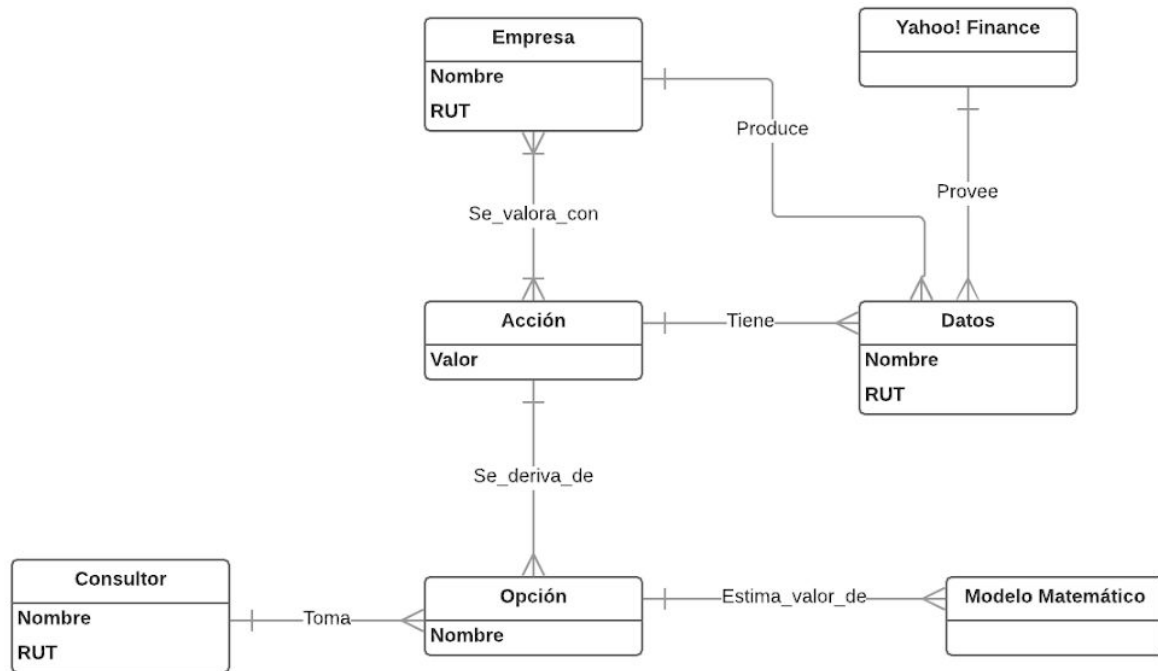 Empresa
Nombre
RUT
Yahoo! Finance
Produce
Provee
Se_valora_con
Acción
Valor
Tiene
Datos
Nombre
RUT
Se_deriva_de
Consultor
Nombre
RUT
Toma
Opción
Nombre
Estima_valor_de
Modelo Matemático